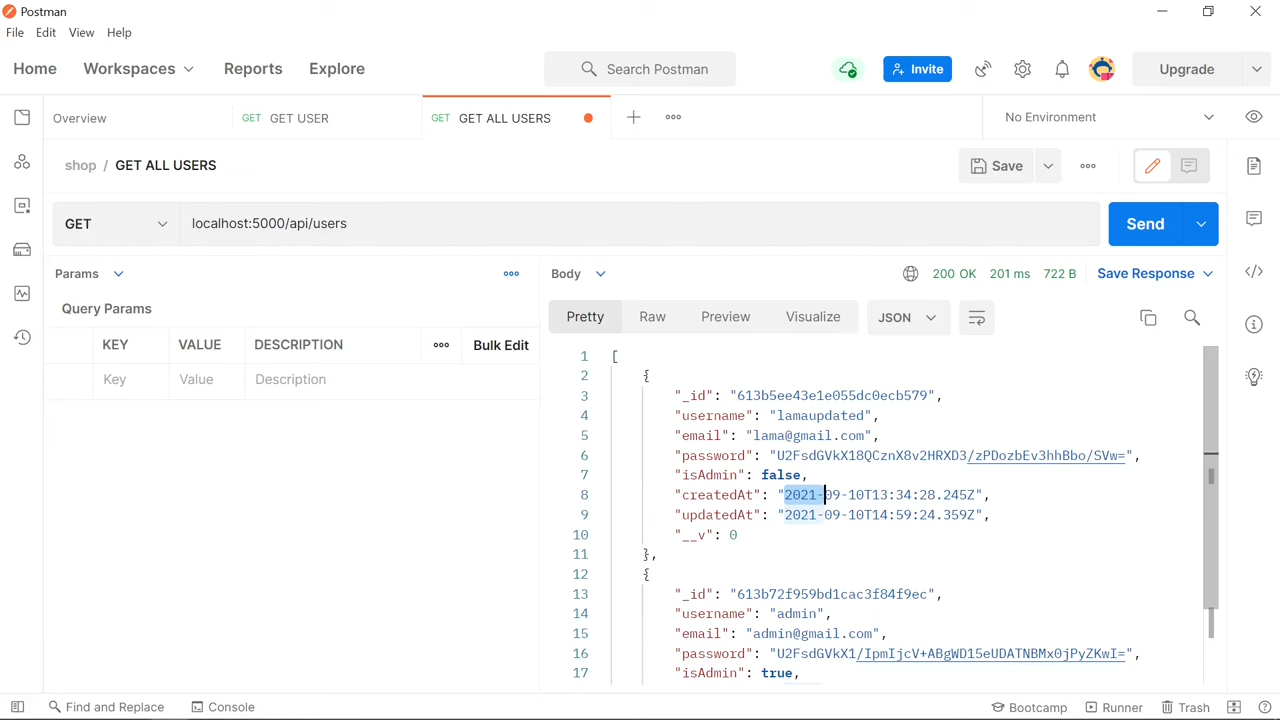 Postman
File Edit View Help
Home Workspaces Reports Explore Search Postman Invite Upgrade
Overview GET GET USER GET GET ALL USERS No Environment
shop / GET ALL USERS Save
GET localhost:5000/api/users Send
Params Body 200 OK 201 ms 722 B Save Response
Query Params Pretty Raw Preview Visualize JSON
KEY VALUE DESCRIPTION Bulk Edit
Key Value Description
1 [
2 {
3 "_id": "613b5ee43e1e055dc0ecb579",
4 "username": "lamaupdated",
5 "email": "lama@gmail.com",
6 "password": "U2FsdGVkX18QCznX8v2HRXD3/zPDozbEv3hhBbo/SVw=",
7 "isAdmin": false,
8 "createdAt": "2021-09-10T13:34:28.245Z",
9 "updatedAt": "2021-09-10T14:59:24.359Z",
10 "__v": 0
11 },
12 {
13 "_id": "613b72f959bd1cac3f84f9ec",
14 "username": "admin",
15 "email": "admin@gmail.com",
16 "password": "U2FsdGVkX1/IpmIjcV+ABgWD15eUDATNBMx0jPyZKwI=",
17 "isAdmin": true,
Find and Replace Console Bootcamp Runner Trash